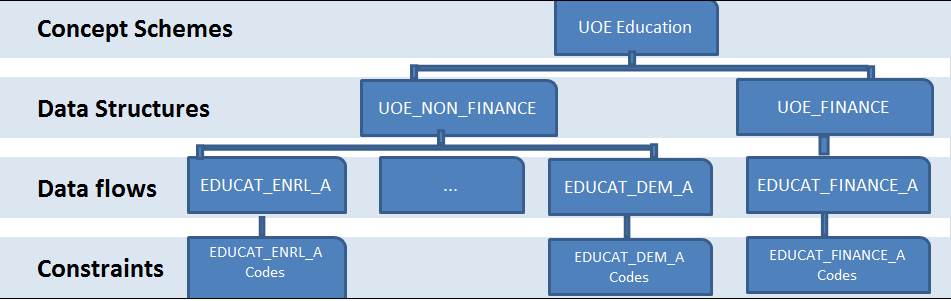 Concept Schemes
UOE Education
Data Structures
UOE_NON_FINANCE
UOE_FINANCE
Data flows
EDUCAT_ENRL_A
...
EDUCAT_DEM_A
EDUCAT_FINANCE_A
Constraints
EDUCAT_ENRL_A
Codes
EDUCAT_DEM_A
Codes
EDUCAT_FINANCE_A
Codes